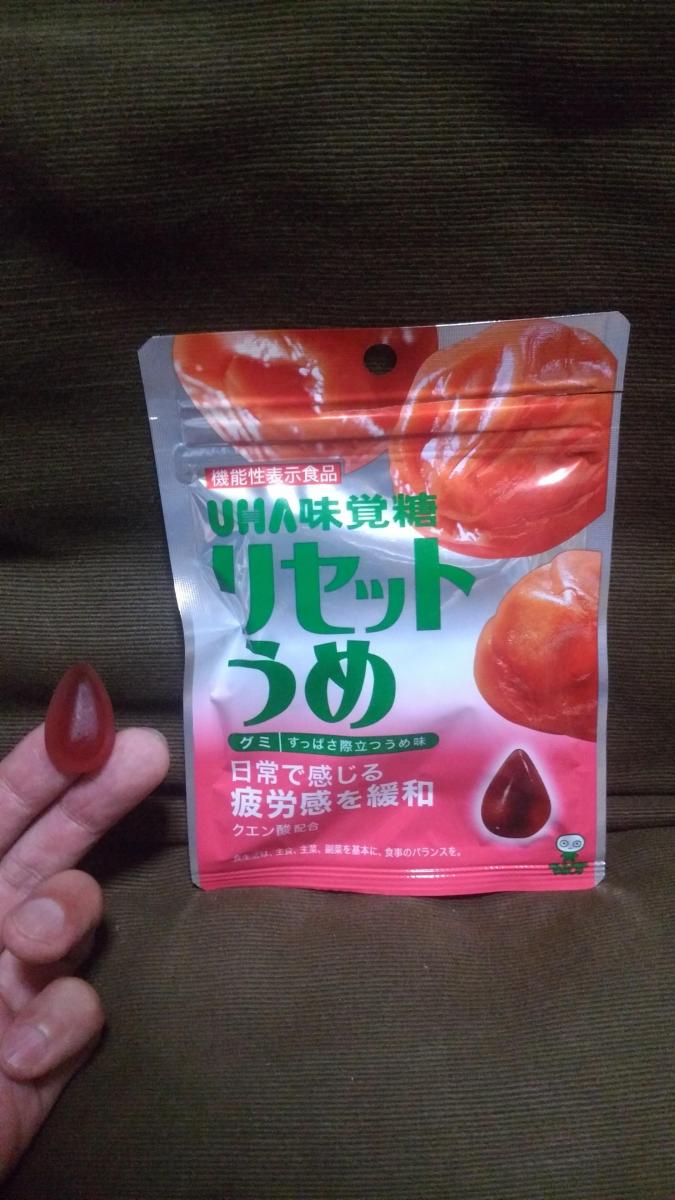 機能性表示食品
UHA味覚糖
リセット
うめ
グミ すっぱさ際立つうめ味
日常で感じる
疲労感を緩和
クエン酸配合
食生活は、主食、主菜、副菜を基本に、食事のバランスを。